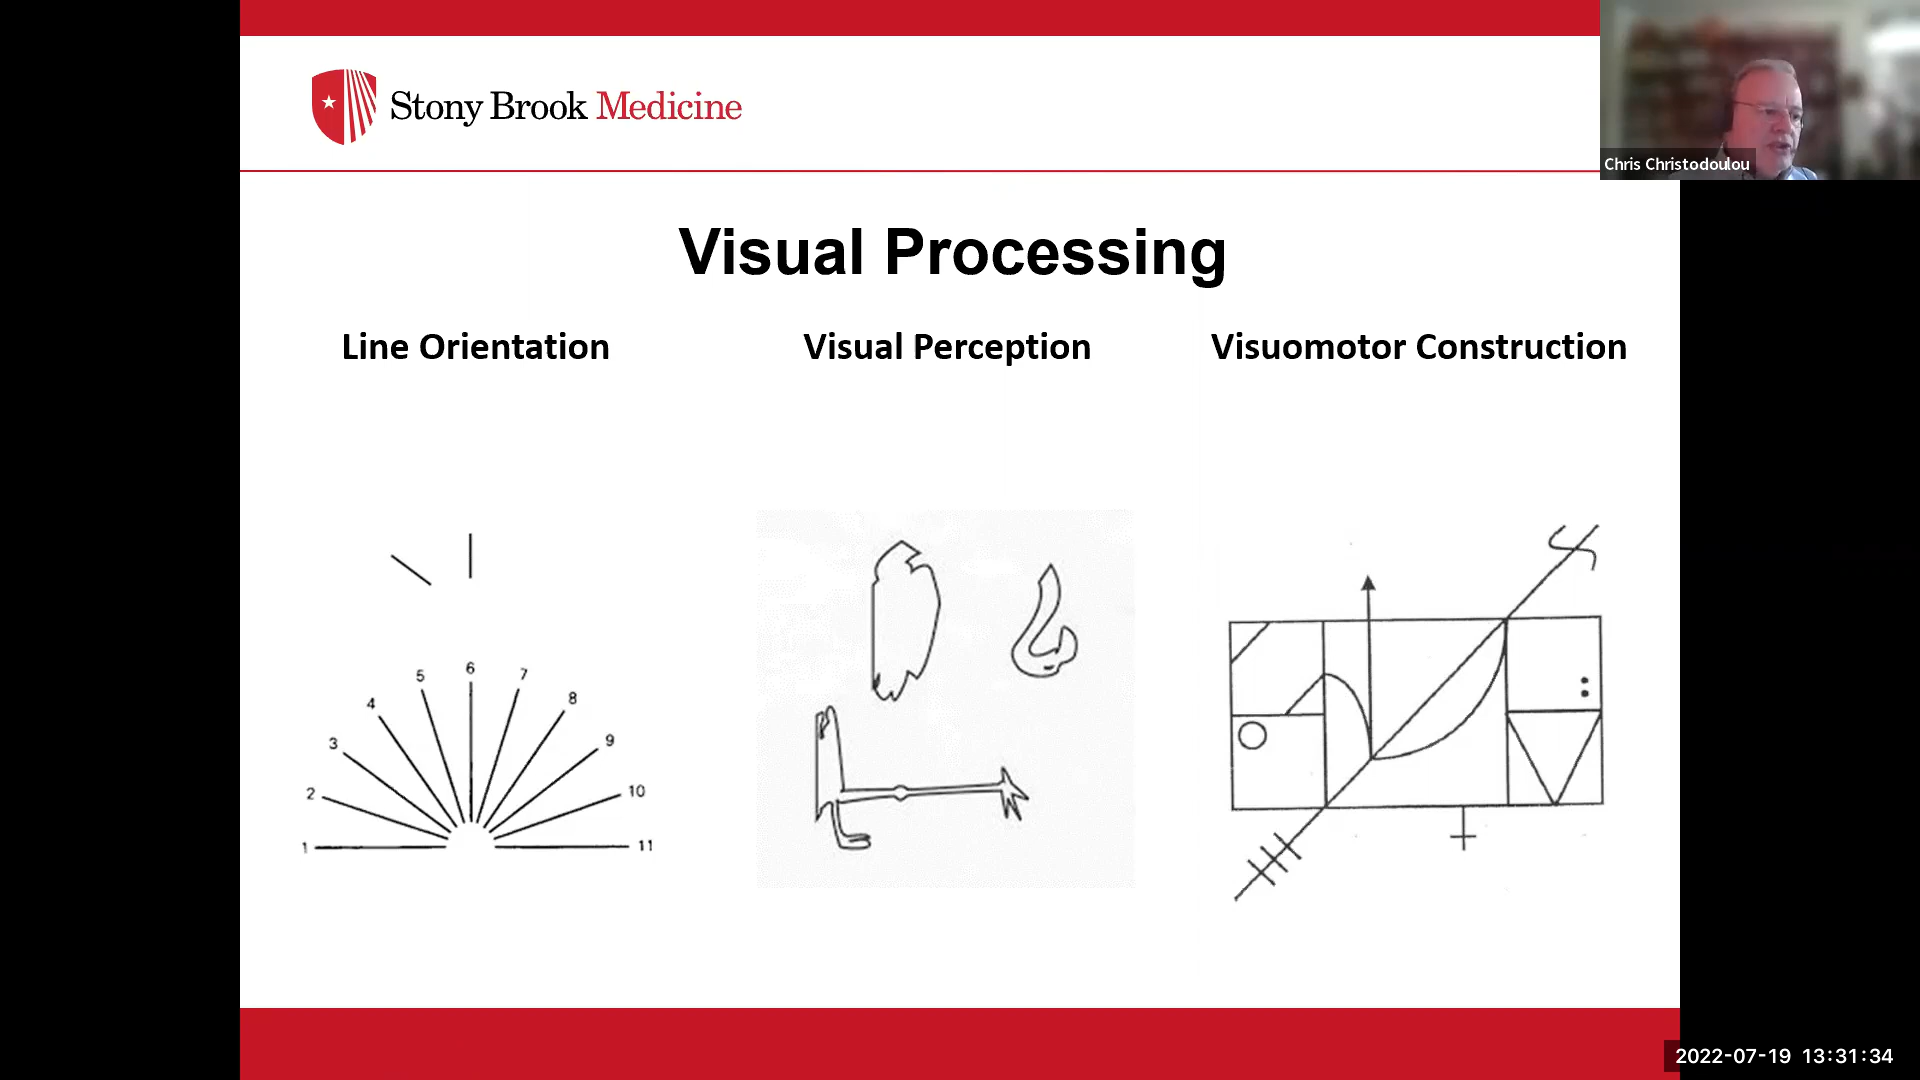 Stony Brook Medicine
Chris Christodoulou
Visual Processing
Line Orientation
Visual Perception
Visuomotor Construction
1
2
3
4
5
6
7
8
9
10
11
2022-07-19 13:31:34